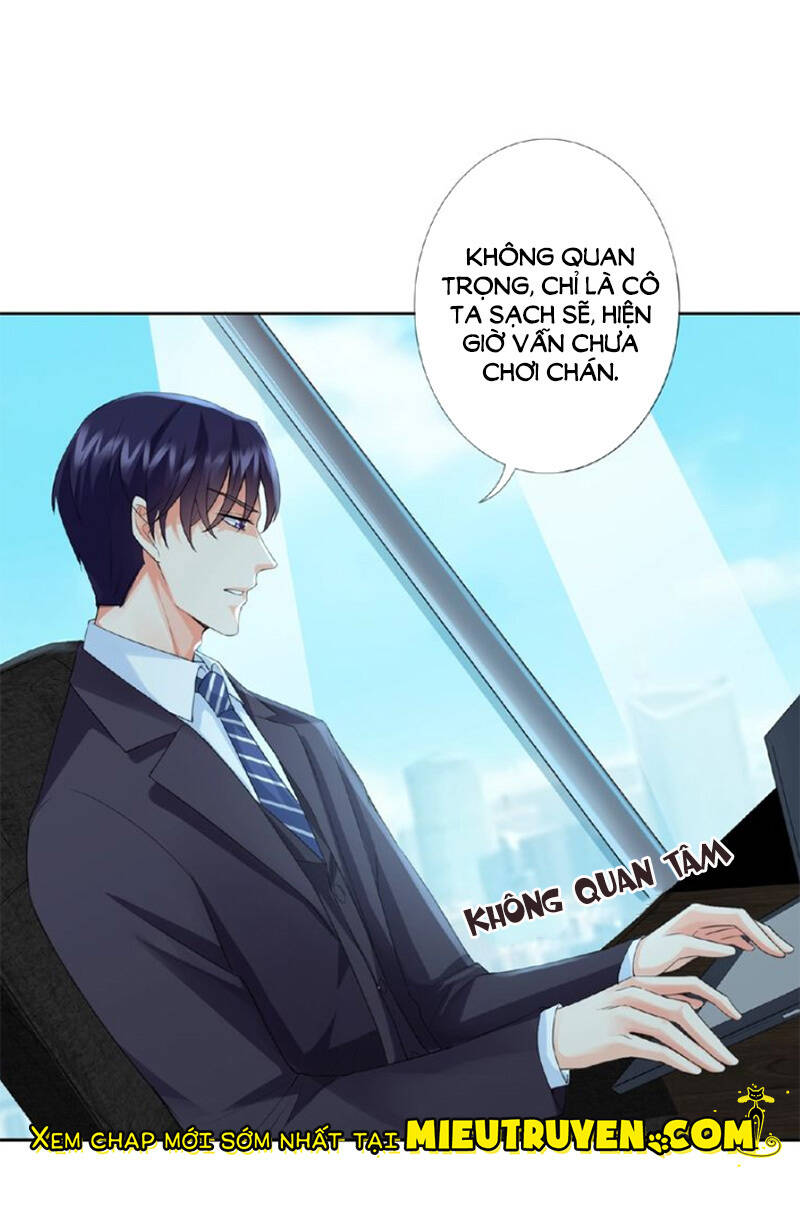 KHÔNG QUAN
TRỌNG, CHỈ LÀ CÔ
TA SẠCH SẼ, HIỆN
GIỜ VẪN CHƯA
CHƠI CHÁN.
KHÔNG QUAN TÂM
XEM CHAP MỚI SỚM NHẤT TẠI MIEUTRUYEN.COM